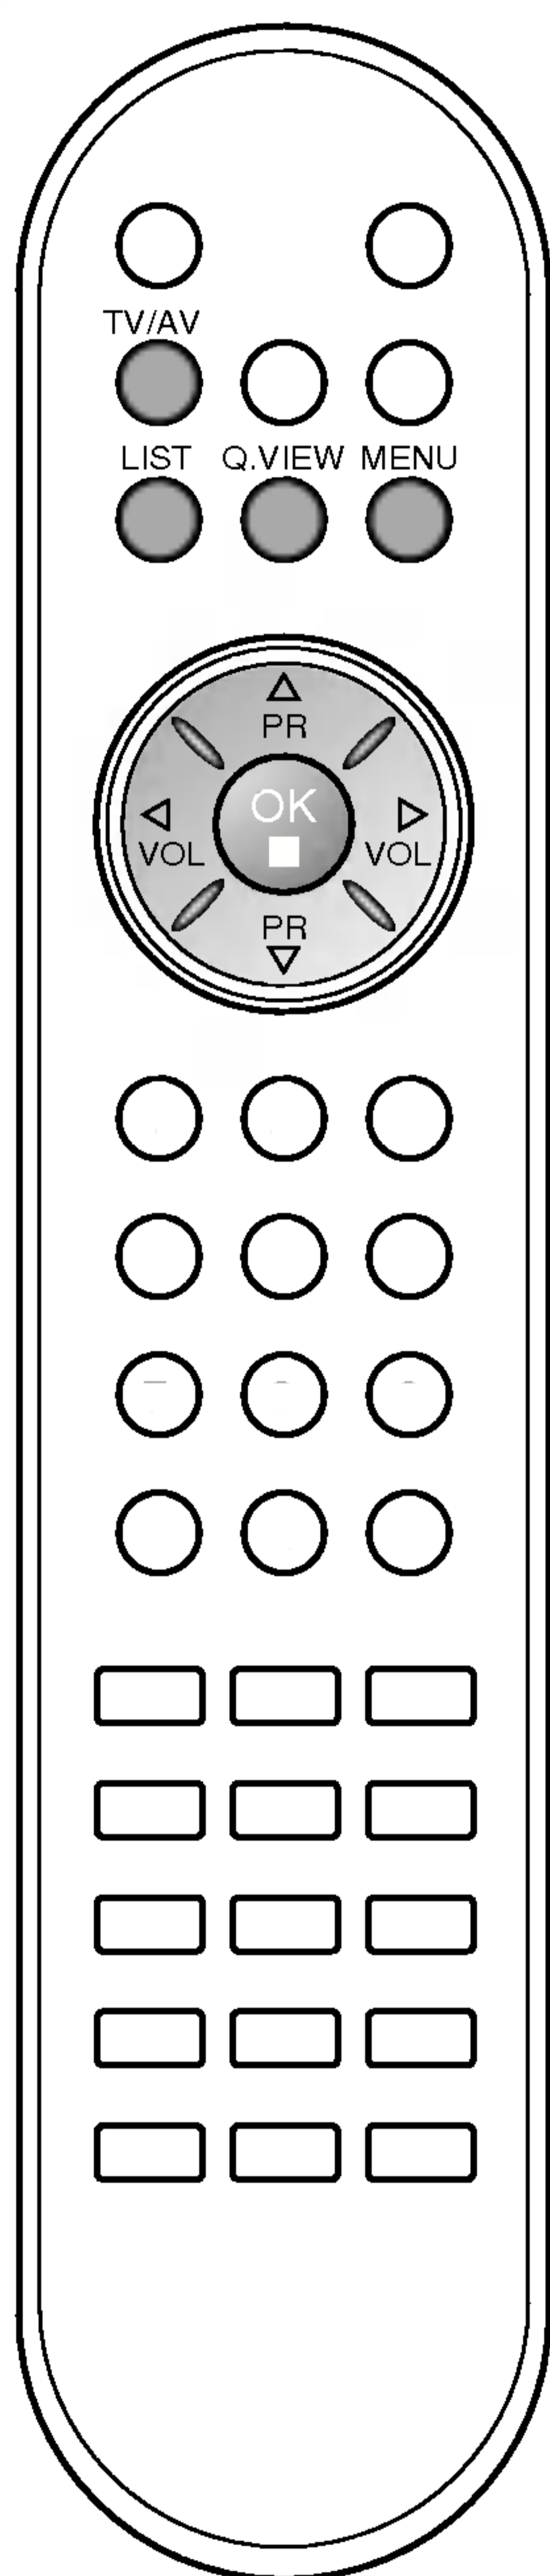 TV/AV
LIST Q.VIEW MENU
△
PR
OK
◁ ▷
VOL ■ VOL
PR
▽